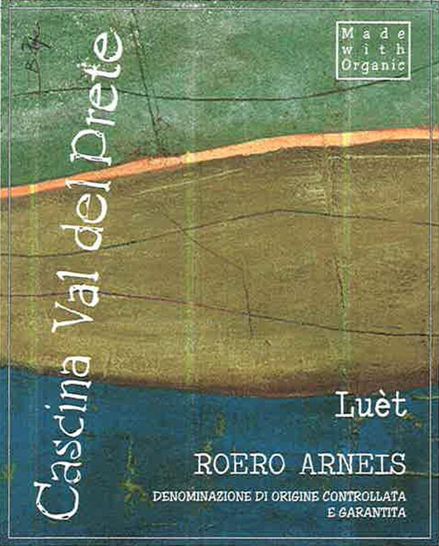 Made
with
Organic
Cascina Val del Prete
Luèt
ROERO ARNEIS
DENOMINAZIONE DI ORIGINE CONTROLLATA
E GARANTITA